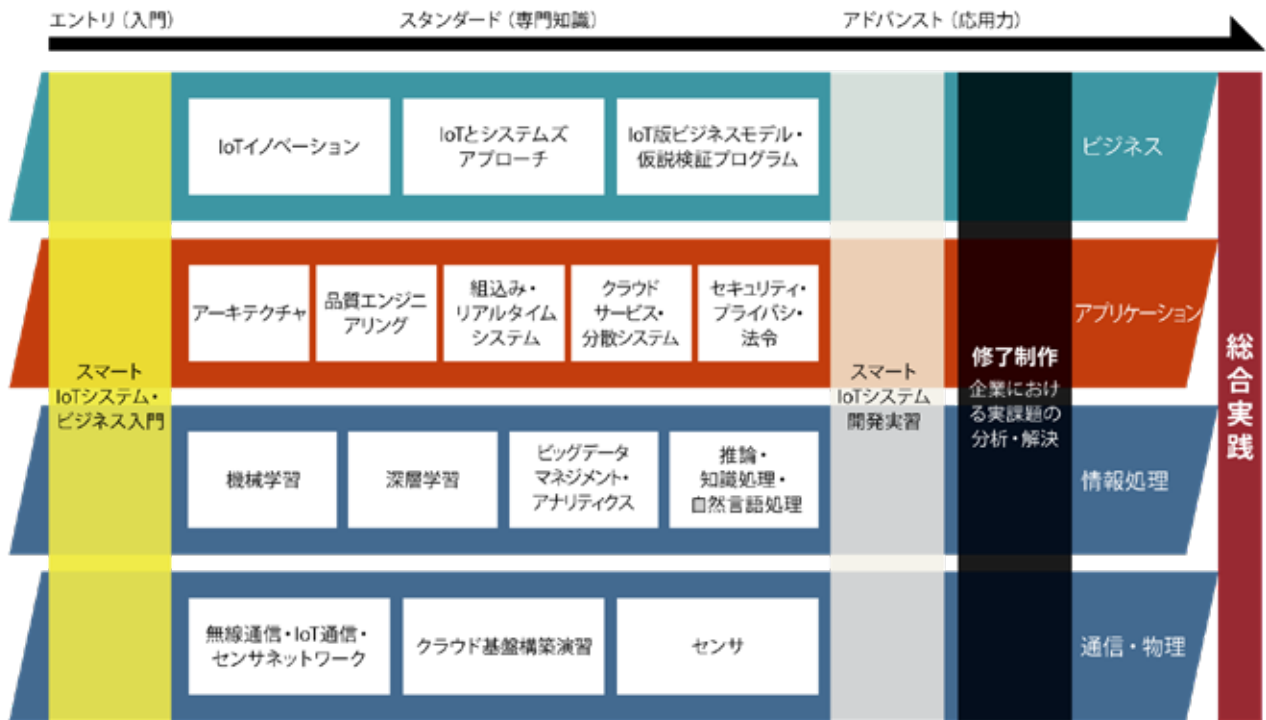 エントリ（入門）
スタンダード（専門知識）
アドバンスト（応用力）
IoTイノベーション
IoTとシステムズ
アプローチ
IoT版ビジネスモデル・
仮説検証プログラム
ビジネス
アーキテクチャ
品質エンジニ
アリング
組込み・
リアルタイム
システム
クラウド
サービス・
分散システム
セキュリティ・
プライバシ・
法令
アプリケーション
スマート
IoTシステム・
ビジネス入門
スマート
IoTシステム
開発実習
修了制作
企業におけ
る実課題の
分析・解決
総合実践
機械学習
深層学習
ビッグデータ
マネジメント・
アナリティクス
推論・
知識処理・
自然言語処理
情報処理
無線通信・IoT通信・
センサネットワーク
クラウド基盤構築演習
センサ
通信・物理